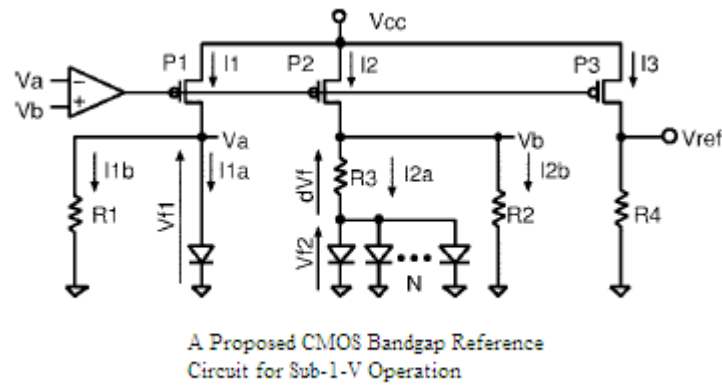 Vcc
P1
I1
P2
I2
P3
I3
Va
Vb
−
+
Va
Vb
Vref
I1b
I1a
R3
I2a
I2b
R1
Vf1
dVf
R2
R4
Vf2
N
A Proposed CMOS Bandgap Reference
Circuit for Sub-1-V Operation